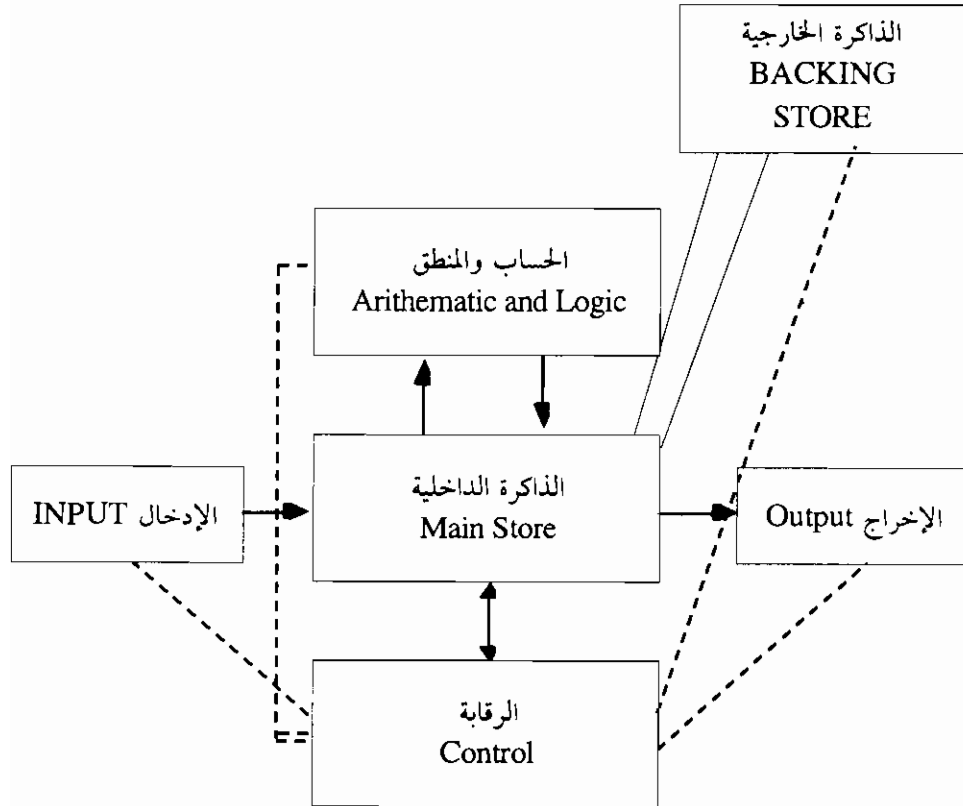 الذاكرة الخارجية
BACKING
STORE
الحساب والمنطق
Arithematic and Logic
الذاكرة الداخلية
Main Store
الإدخال INPUT
الإخراج Output
الرقابة
Control